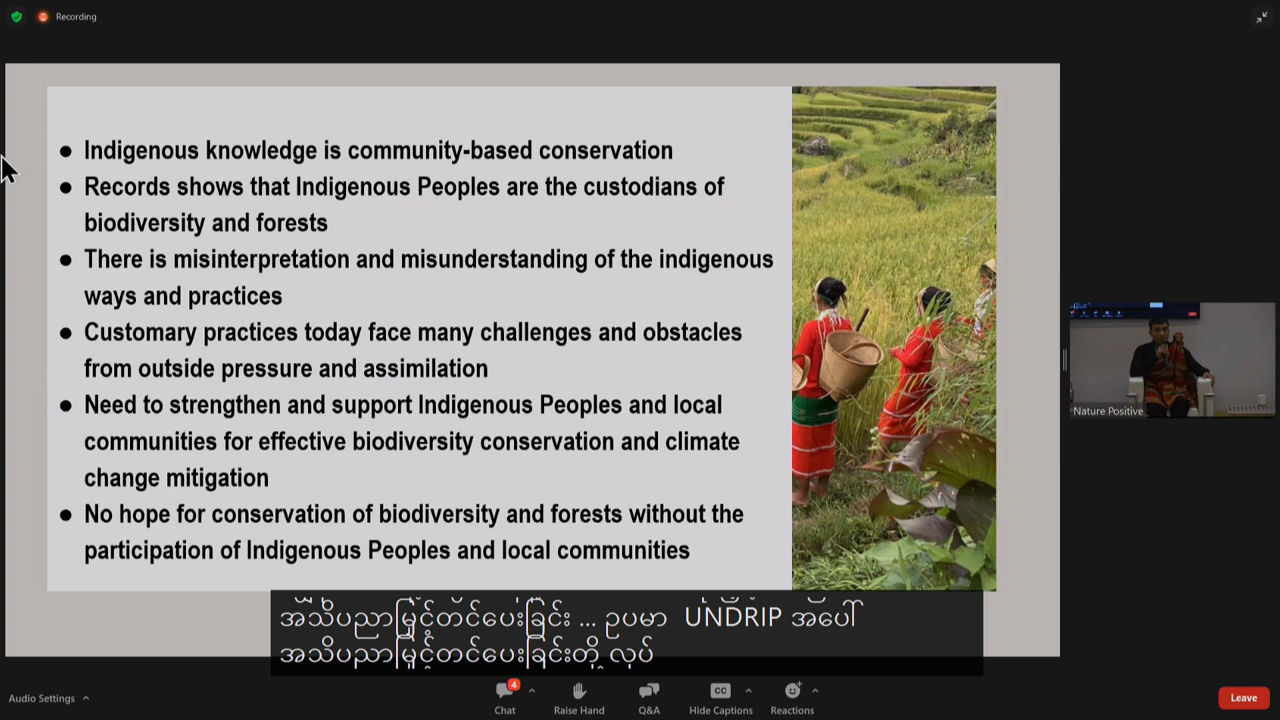 Recording
● Indigenous knowledge is community-based conservation
● Records shows that Indigenous Peoples are the custodians of
biodiversity and forests
● There is misinterpretation and misunderstanding of the indigenous
ways and practices
● Customary practices today face many challenges and obstacles
from outside pressure and assimilation
● Need to strengthen and support Indigenous Peoples and local
communities for effective biodiversity conservation and climate
change mitigation
● No hope for conservation of biodiversity and forests without the
participation of Indigenous Peoples and local communities
Nature Positive
အသိပညာမြှင့်တင်ပေးခြင်း ... ဥပမာ UNDRIP အပေါ်
အသိပညာမြှင့်တင်ပေးခြင်းတို့ လုပ်
Audio Settings
4
Chat
Raise Hand
Q&A
CC
Hide Captions
Reactions
Leave